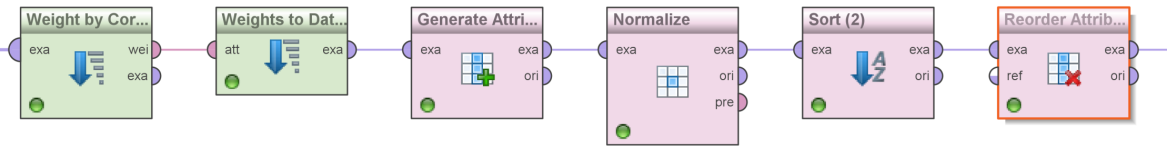 Weight by Cor...
exa wei
exa
Weights to Dat...
att exa
Generate Attri...
exa exa
ori
Normalize
exa exa
ori
pre
Sort (2)
exa exa
ori
A
Z
Reorder Attrib...
exa exa
ref ori